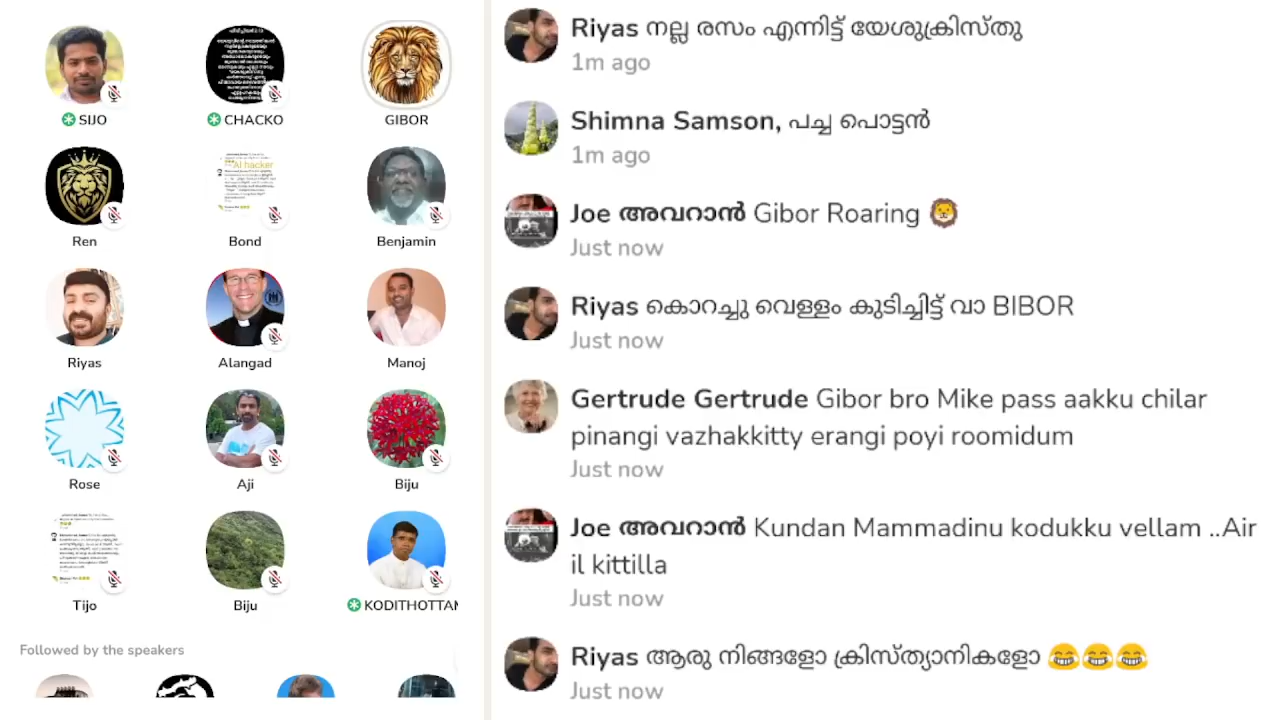 SIJO
CHACKO
GIBOR
AI hacker
Ren
Bond
Benjamin
Riyas
Alangad
Manoj
Rose
Aji
Biju
Tijo
Biju
KODITHOTTAM
Followed by the speakers
Riyas നല്ല രസം എന്നിട്ട് യേശുക്രിസ്തു
1m ago
Shimna Samson, പച്ച പൊട്ടൻ
1m ago
Joe അവറാൻ Gibor Roaring 🦁
Just now
Riyas കൊറച്ചു വെള്ളം കുടിച്ചിട്ട് വാ BIBOR
Just now
Gertrude Gertrude Gibor bro Mike pass aakku chilar
pinangi vazhakkitty erangi poyi roomidum
Just now
Joe അവറാൻ Kundan Mammadinu kodukku vellam ..Air
il kittilla
Just now
Riyas ആരു നിങ്ങളോ ക്രിസ്ത്യാനികളോ 😂😂😂
Just now